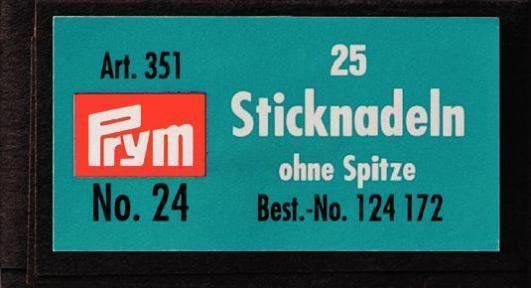 Art. 351
Prym
No. 24
25
Sticknadeln
ohne Spitze
Best.-No. 124 172